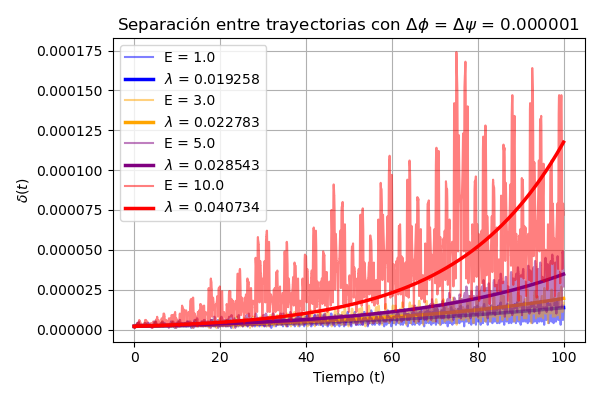 Separación entre trayectorias con Δϕ = Δψ = 0.000001
0.000175
0.000150
0.000125
0.000100
0.000075
0.000050
0.000025
0.000000
δ(t)
E = 1.0
λ = 0.019258
E = 3.0
λ = 0.022783
E = 5.0
λ = 0.028543
E = 10.0
λ = 0.040734
0 20 40 60 80 100
Tiempo (t)